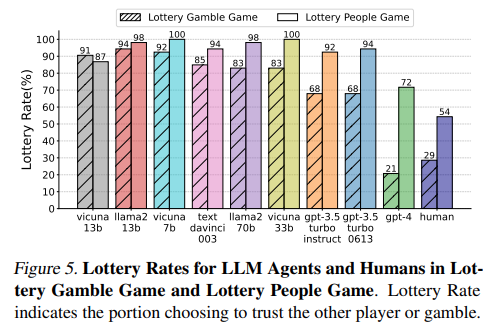 Lottery Gamble Game Lottery People Game
Lottery Rate(%)
100
90
80
70
60
50
40
30
20
10
0
91 87 94 98 92 100 85 94 83 98 83 100 68 92 68 94 21 72 29 54
vicuna 13b
llama2 13b
vicuna 7b
text davinci 003
llama2 70b
vicuna 33b
gpt-3.5 turbo instruct
gpt-3.5 turbo 0613
gpt-4
human
Figure 5. Lottery Rates for LLM Agents and Humans in Lot-
tery Gamble Game and Lottery People Game. Lottery Rate
indicates the portion choosing to trust the other player or gamble.